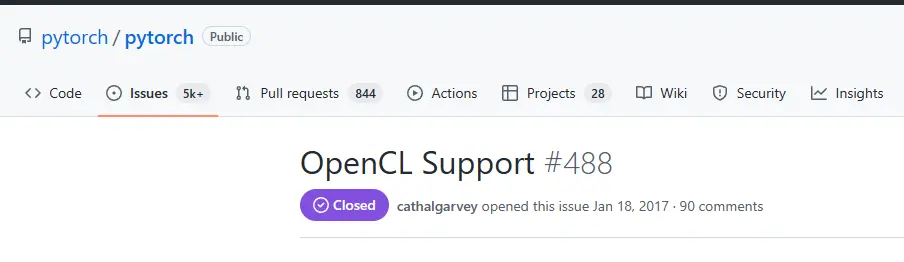 pytorch / pytorch Public
Code Issues 5k+ Pull requests 844 Actions Projects 28 Wiki Security Insights
OpenCL Support #488
Closed cathalgarvey opened this issue Jan 18, 2017 · 90 comments